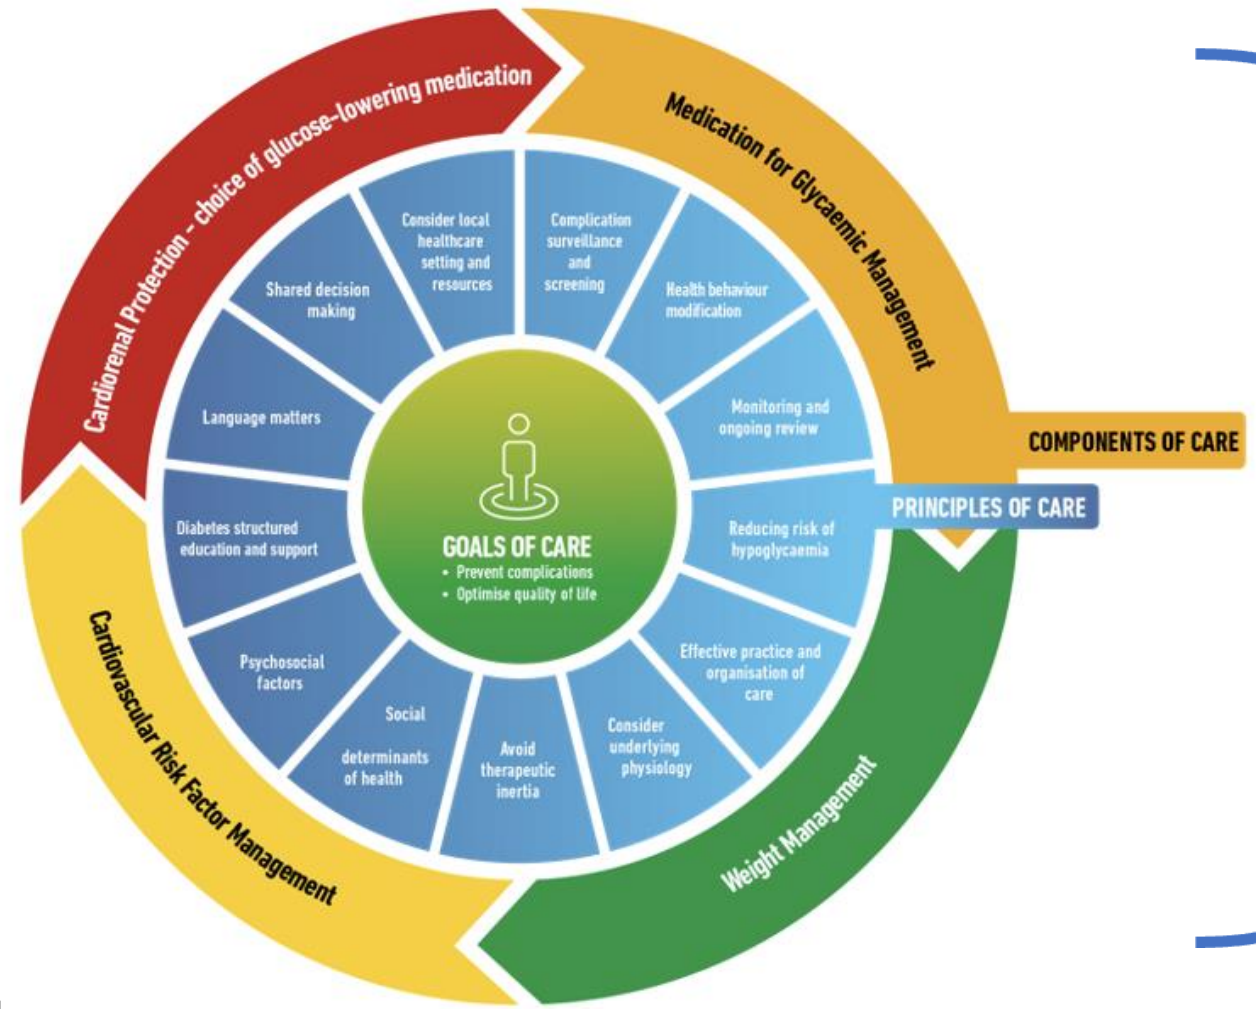 Cardiorenal Protection – choice of glucose-lowering medication
Medication for Glycaemic Management
Weight Management
Cardiovascular Risk Factor Management
COMPONENTS OF CARE
PRINCIPLES OF CARE
Complication
surveillance
and
screening
Health behaviour
modification
Monitoring and
ongoing review
Reducing risk of
hypoglycaemia
Effective practice and
organisation of
care
Consider
underlying
physiology
Avoid
therapeutic
inertia
Social
determinants
of health
Psychosocial
factors
Diabetes structured
education and support
Language matters
Shared decision
making
Consider local
healthcare
setting and
resources
GOALS OF CARE
• Prevent complications
• Optimise quality of life